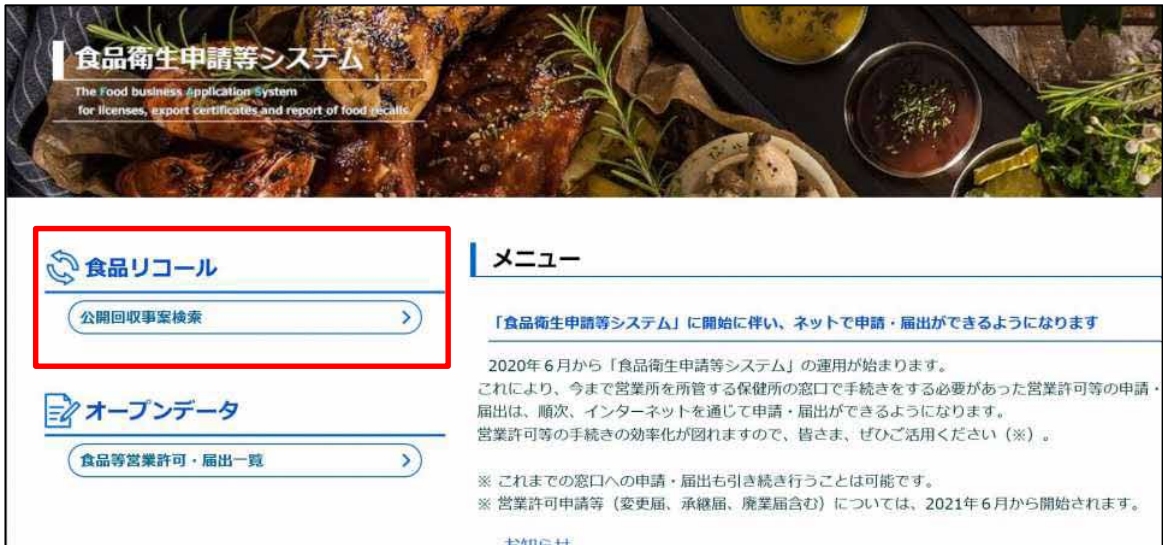 食品衛生申請等システム
The Food business Application System
for licenses, export certificates and report of food recalls.
食品リコール
公開回収事案検索
オープンデータ
食品等営業許可・届出一覧
メニュー
「食品衛生申請等システム」に開始に伴い、ネットで申請・届出ができるようになります
2020年6月から「食品衛生申請等システム」の運用が始まります。
これにより、今まで営業所を所管する保健所の窓口で手続きをする必要があった営業許可等の申請・
届出は、順次、インターネットを通じて申請・届出ができるようになります。
営業許可等の手続きの効率化が図れますので、皆さま、ぜひご活用ください（※）。
※ これまでの窓口への申請・届出も引き続き行うことは可能です。
※ 営業許可申請等（変更届、承継届、廃業届含む）については、2021年6月から開始されます。
お知らせ